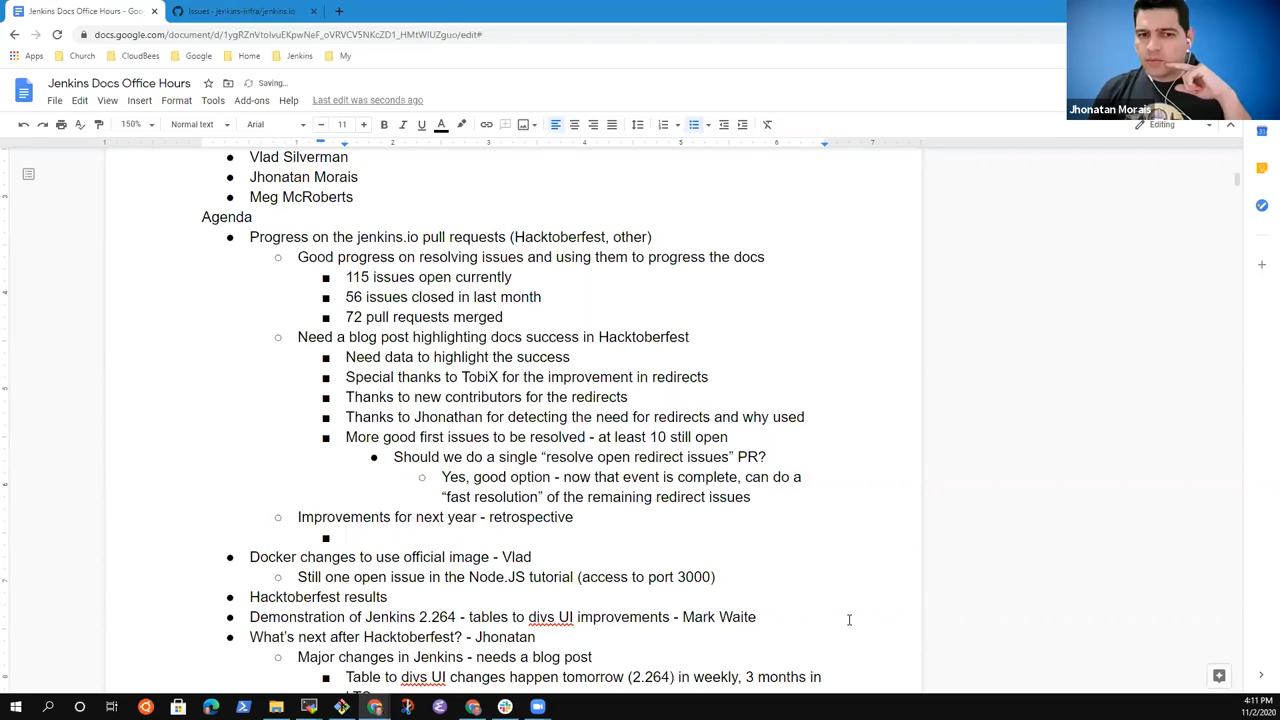 Jenkins Docs Office Hours - Goo
Issues - jenkins-infra/jenkins.io
docs.google.com/document/d/1ygRZnVtoIvuEKpwNeF_oVRVCV5NKcZD1_HMtWIUZguo/edit#
Apps Church CloudBees Google Home Jenkins My
Jhonatan Morais
Jenkins Docs Office Hours Saving...
File Edit View Insert Format Tools Add-ons Help Last edit was seconds ago
150% Normal text Arial 11 Editing
1 1 2 3 4 5 6 7
Vlad Silverman
Jhonatan Morais
Meg McRoberts
Agenda
Progress on the jenkins.io pull requests (Hacktoberfest, other)
Good progress on resolving issues and using them to progress the docs
115 issues open currently
56 issues closed in last month
72 pull requests merged
Need a blog post highlighting docs success in Hacktoberfest
Need data to highlight the success
Special thanks to TobiX for the improvement in redirects
Thanks to new contributors for the redirects
Thanks to Jhonathan for detecting the need for redirects and why used
More good first issues to be resolved - at least 10 still open
Should we do a single “resolve open redirect issues” PR?
Yes, good option - now that event is complete, can do a
“fast resolution” of the remaining redirect issues
Improvements for next year - retrospective
Docker changes to use official image - Vlad
Still one open issue in the Node.JS tutorial (access to port 3000)
Hacktoberfest results
Demonstration of Jenkins 2.264 - tables to divs UI improvements - Mark Waite
What’s next after Hacktoberfest? - Jhonatan
Major changes in Jenkins - needs a blog post
Table to divs UI changes happen tomorrow (2.264) in weekly, 3 months in
4:11 PM
11/2/2020